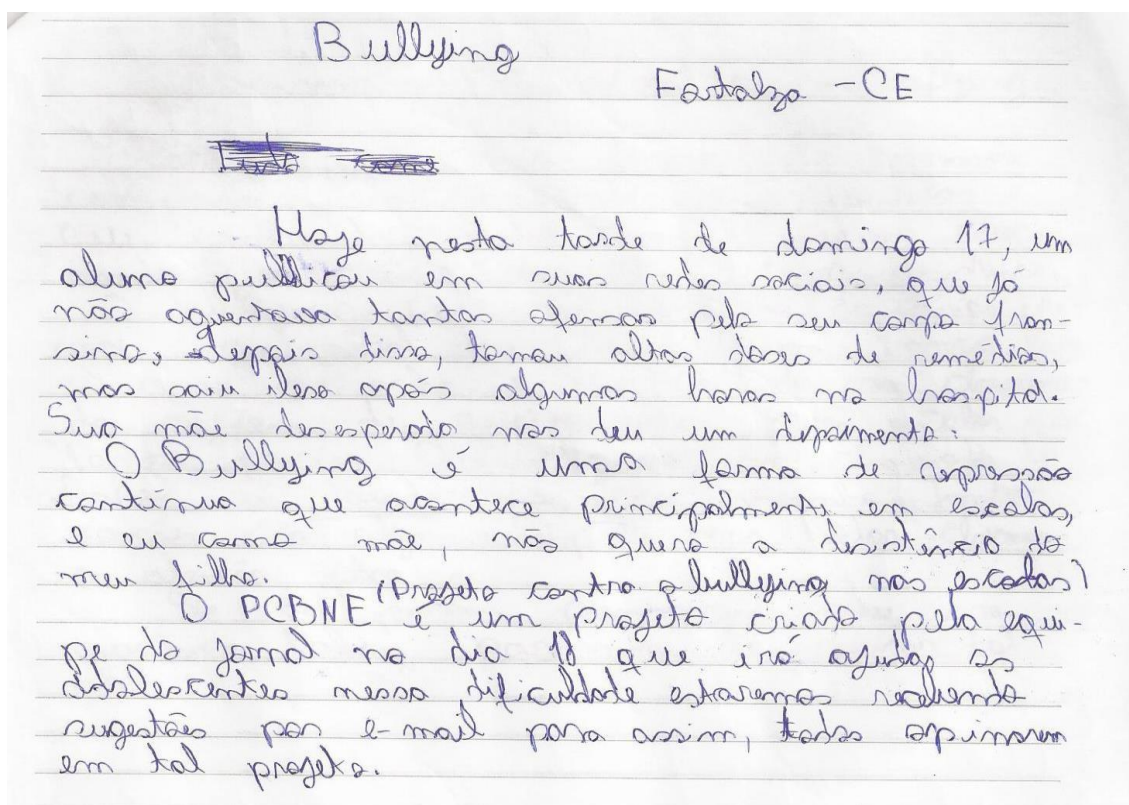 Bullying
Fortalza - CE
Hoje nesta tarde de domingo 17, um
aluno publicou em suas redes sociais, que já
não aguentava tantas ofensas pelo seu corpo fran-
sino, depois disso, tomou altas doses de remédios,
mas saiu ileso após algumas horas no hospital.
Sua mãe desesperada nos deu um depoimento:
O Bullying é uma forma de repressão
contínua que acontece principalmente em escolas,
e eu como mãe, não quero a desistência do
meu filho. (Projeto contra o bullying nas escolas)
O PCBNE é um projeto criado pela equi-
pe do jornal no dia 18 que irá ajudar os
adolescentes nessa dificuldade estaremos recebendo
sugestões por e-mail para assim, todos opinarem
em tal projeto.